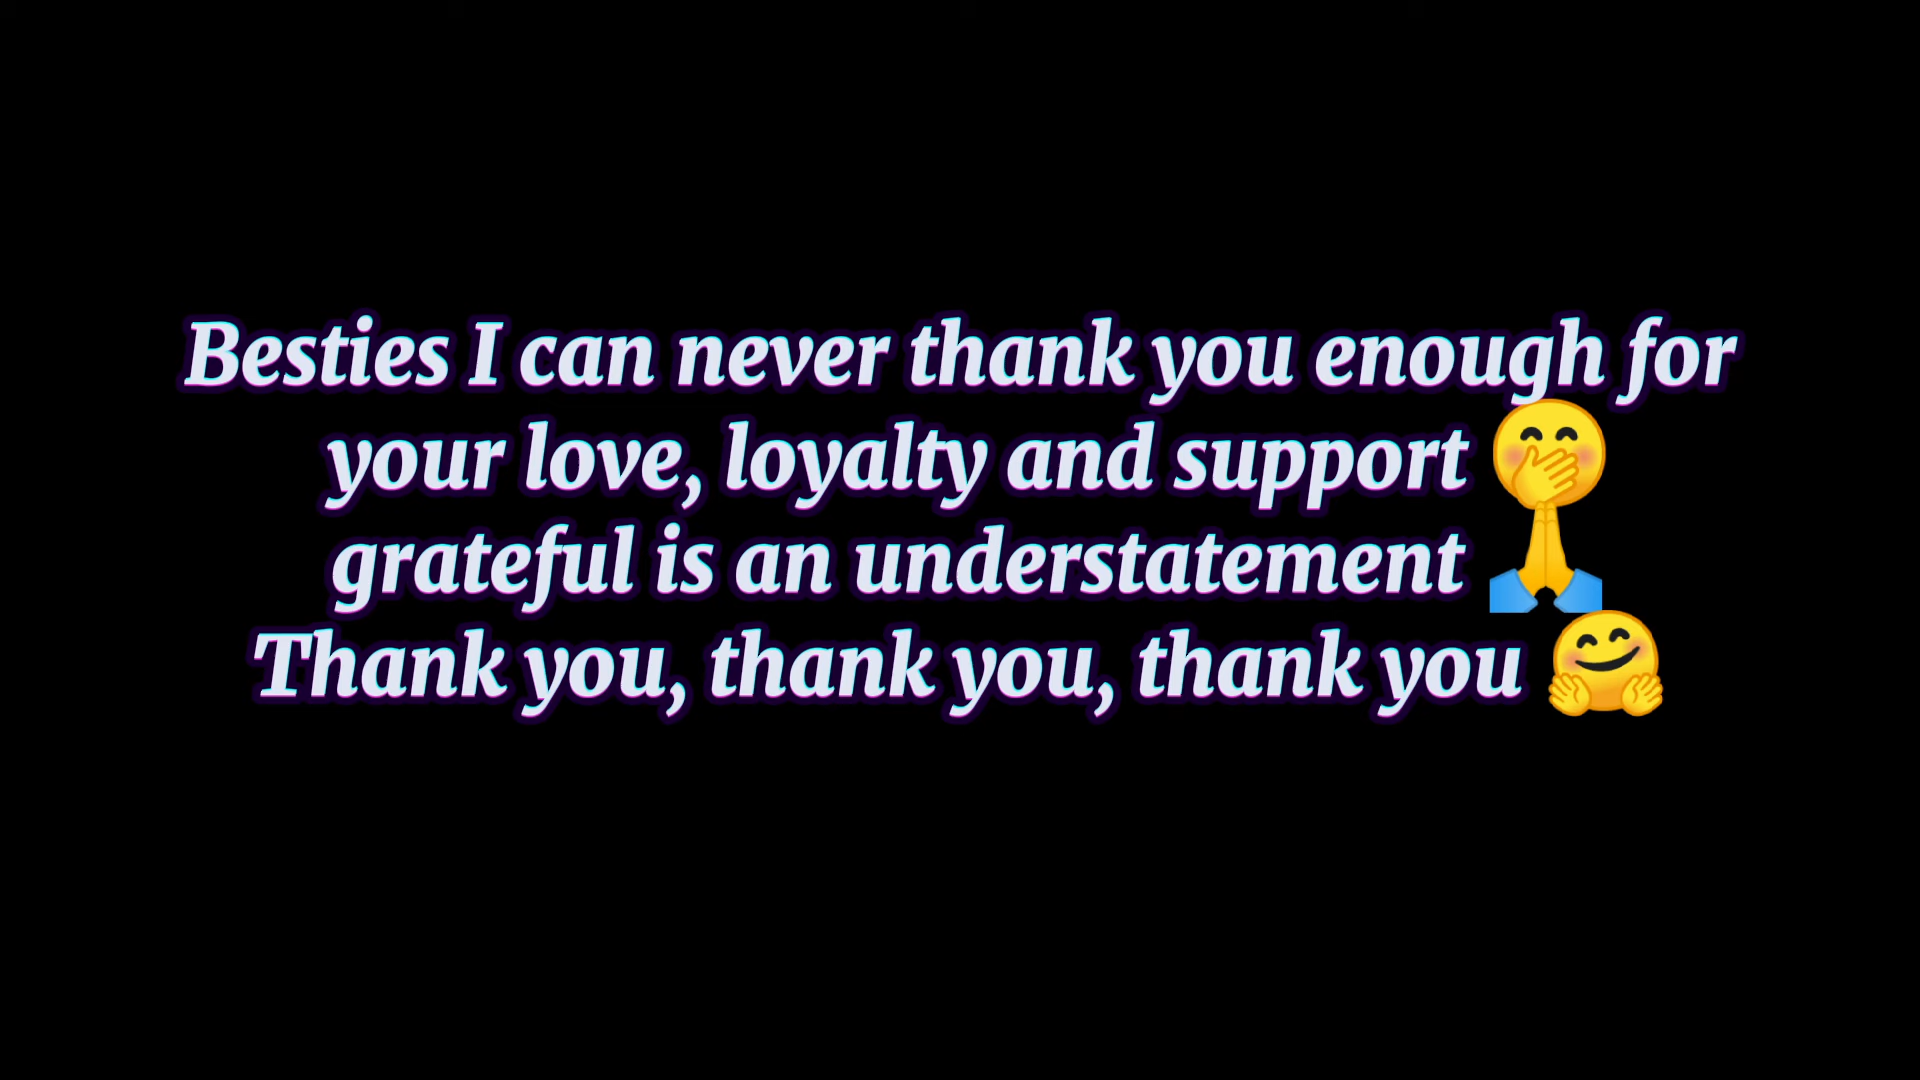 Besties I can never thank you enough for
your love, loyalty and support 🤭
grateful is an understatement 🙏
Thank you, thank you, thank you 🤗